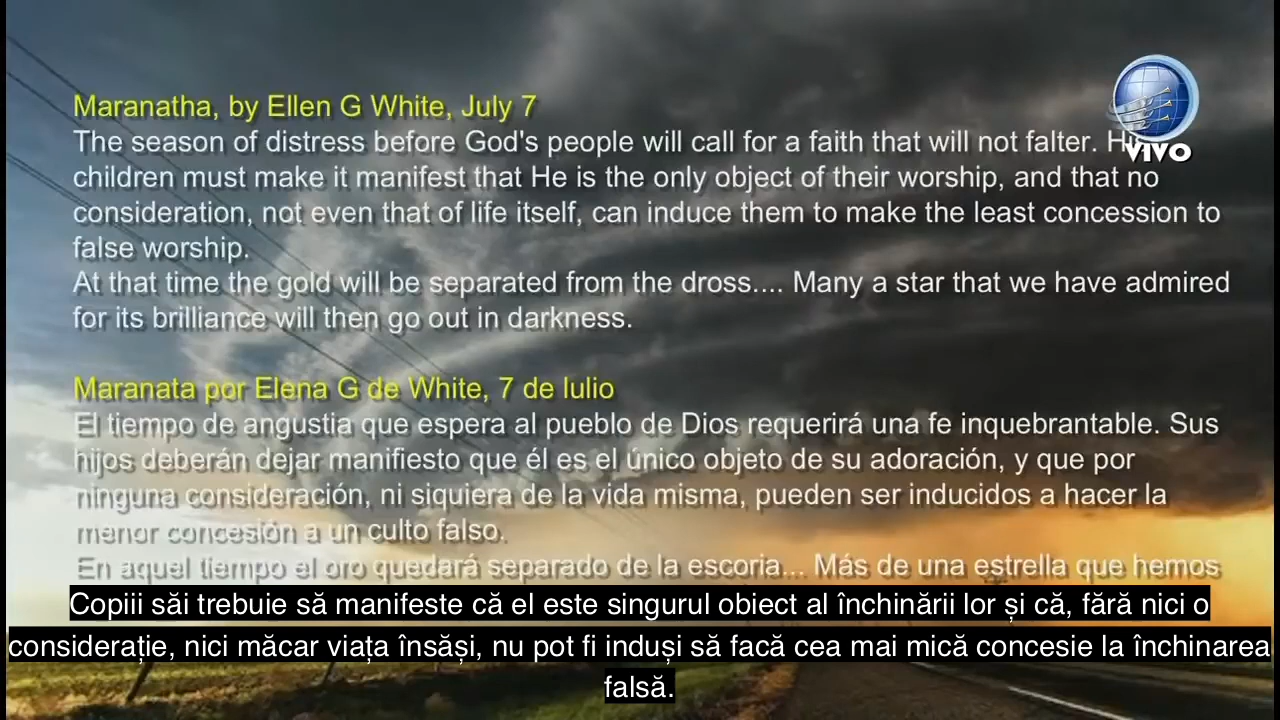 Maranatha, by Ellen G White, July 7
The season of distress before God's people will call for a faith that will not falter. His
children must make it manifest that He is the only object of their worship, and that no
consideration, not even that of life itself, can induce them to make the least concession to
false worship.
At that time the gold will be separated from the dross.... Many a star that we have admired
for its brilliance will then go out in darkness.
VIVO
Maranata por Elena G de White, 7 de Iulio
El tiempo de angustia que espera al pueblo de Dios requerirá una fe inquebrantable. Sus
hijos deberán dejar manifiesto que él es el único objeto de su adoración, y que por
ninguna consideración, ni siquiera de la vida misma, pueden ser inducidos a hacer la
menor concesión a un culto falso.
En aquel tiempo el oro quedará separado de la escoria... Más de una estrella que hemos
Copiii săi trebuie să manifeste că el este singurul obiect al închinării lor și că, fără nici o
considerație, nici măcar viața însăși, nu pot fi induși să facă cea mai mică concesie la închinarea
falsă.